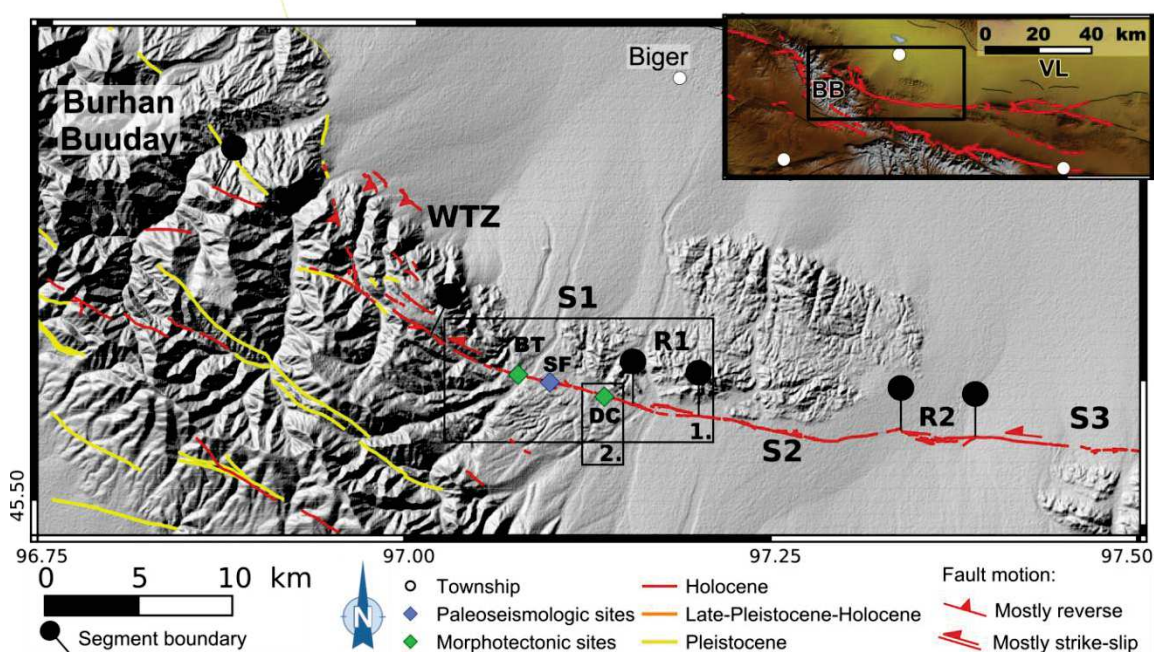 Burhan
Buuday
Biger
0 20 40 km
VL
BB
WTZ
S1
BT
SF
R1
DC
1.
2.
S2
R2
S3
45.50
96.75
97.00
97.25
97.50
0 5 10 km
Segment boundary
N
Township
Paleoseismologic sites
Morphotectonic sites
Holocene
Late-Pleistocene-Holocene
Pleistocene
Fault motion:
Mostly reverse
Mostly strike-slip